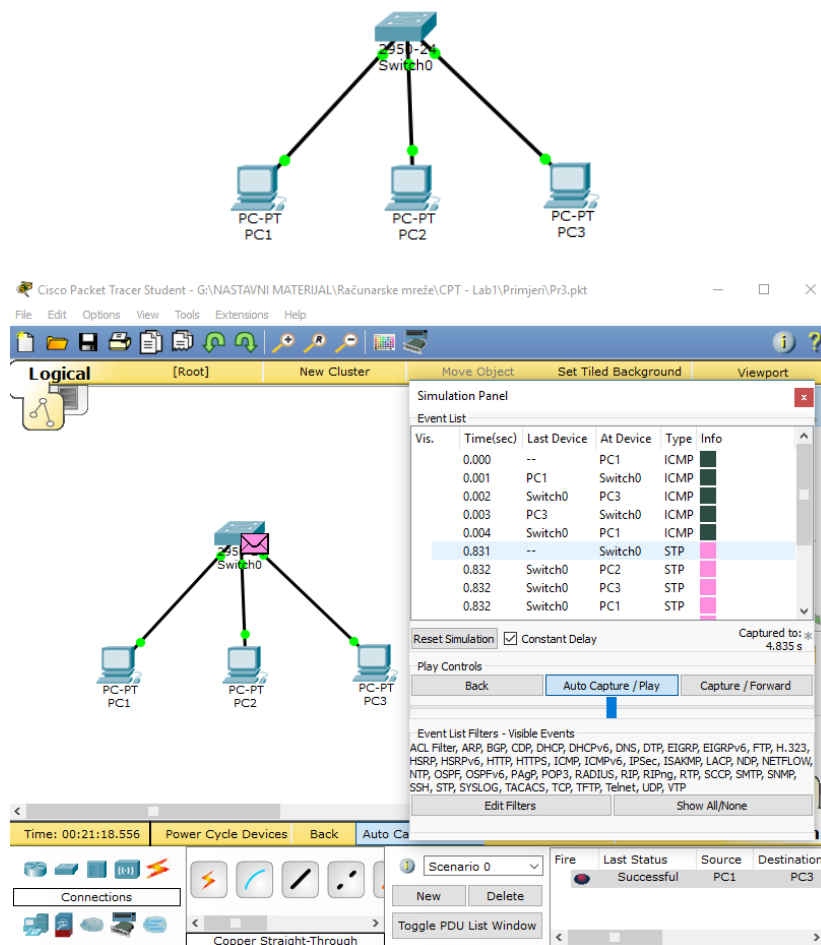 2950-24
Switch0
PC-PT
PC1
PC-PT
PC2
PC-PT
PC3
Cisco Packet Tracer Student - G:\NASTAVNI MATERIJAL\Računarske mreže\CPT - Lab1\Primjeri\Pr3.pkt
File Edit Options View Tools Extensions Help
Logical [Root] New Cluster Move Object Set Tiled Background Viewport
Switch0
PC-PT
PC1
PC-PT
PC2
PC-PT
PC3
Simulation Panel
Event List
Vis. Time(sec) Last Device At Device Type Info
0.000 -- PC1 ICMP
0.001 PC1 Switch0 ICMP
0.002 Switch0 PC3 ICMP
0.003 PC3 Switch0 ICMP
0.004 Switch0 PC1 ICMP
0.831 -- Switch0 STP
0.832 Switch0 PC2 STP
0.832 Switch0 PC3 STP
0.832 Switch0 PC1 STP
Reset Simulation Constant Delay Captured to:
4.835 s
Play Controls
Back Auto Capture / Play Capture / Forward
Event List Filters - Visible Events
ACL Filter, ARP, BGP, CDP, DHCP, DHCPv6, DNS, DTP, EIGRP, EIGRPv6, FTP, H.323,
HSRP, HSRPv6, HTTP, HTTPS, ICMP, ICMPv6, IPSec, ISAKMP, LACP, NDP, NETFLOW,
NTP, OSPF, OSPFv6, PAgP, POP3, RADIUS, RIP, RIPng, RTP, SCCP, SMTP, SNMP,
SSH, STP, SYSLOG, TACACS, TCP, TFTP, Telnet, UDP, VTP
Edit Filters Show All/None
Time: 00:21:18.556 Power Cycle Devices Back Auto Ca
Connections
Copper Straight-Through
Scenario 0
New Delete
Toggle PDU List Window
Fire Last Status Source Destination
Successful PC1 PC3